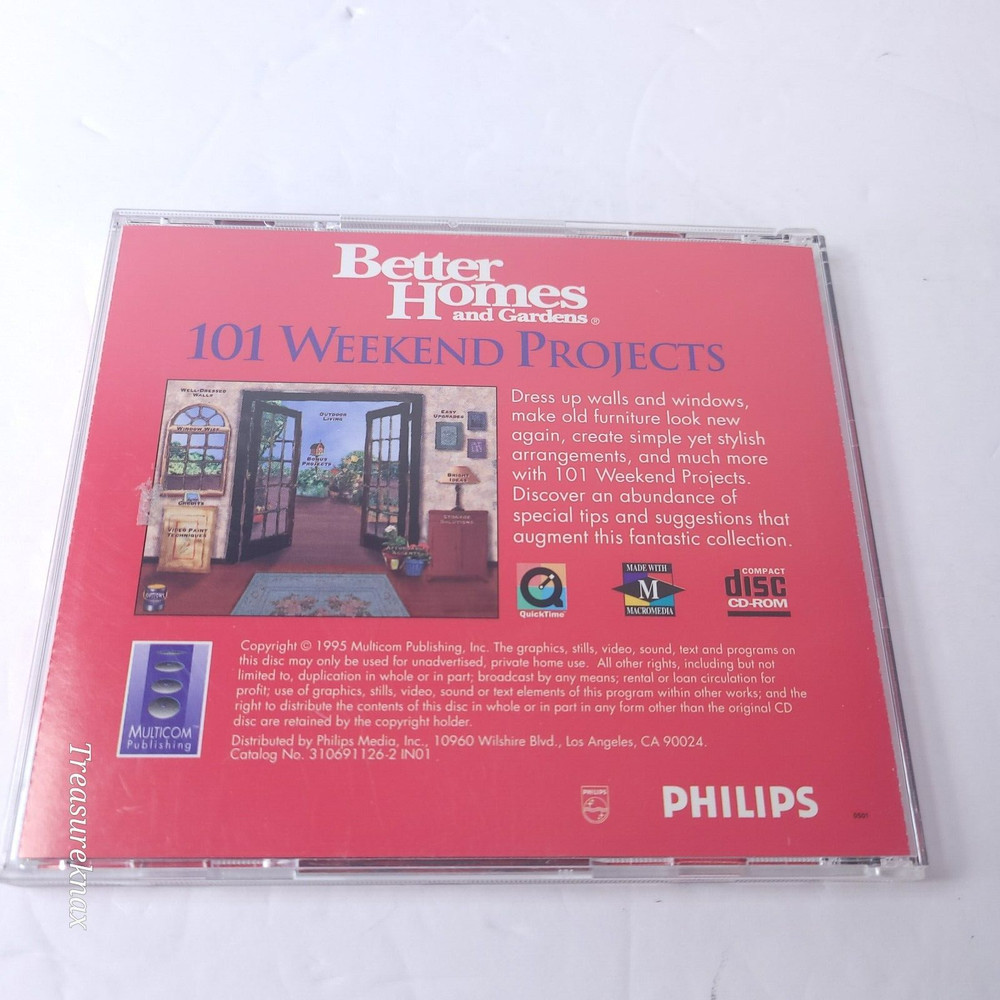 Better
Homes
and Gardens®
101 WEEKEND PROJECTS
WELL-DRESSED
WALLS
WINDOW WISE
OUTDOOR
LIVING
BONUS
PROJECTS
EASY
UPGRADES
BRIGHT
IDEAS
STORAGE
SOLUTIONS
CREDITS
VIDEO PAINT
TECHNIQUES
Dress up walls and windows,
make old furniture look new
again, create simple yet stylish
arrangements, and much more
with 101 Weekend Projects.
Discover an abundance of
special tips and suggestions that
augment this fantastic collection.
QuickTime™
MADE WITH
M
MACROMEDIA
COMPACT
disc
CD-ROM
MULTICOM™
Publishing
Copyright © 1995 Multicom Publishing, Inc. The graphics, stills, video, sound, text and programs on
this disc may only be used for unadvertised, private home use. All other rights, including but not
limited to, duplication in whole or in part; broadcast by any means; rental or loan circulation for
profit; use of graphics, stills, video, sound or text elements of this program within other works; and the
right to distribute the contents of this disc in whole or in part in any form other than the original CD
disc are retained by the copyright holder.
Distributed by Philips Media, Inc., 10960 Wilshire Blvd., Los Angeles, CA 90024.
Catalog No. 310691126-2 IN01
PHILIPS
PHILIPS
0501
Treasureknax